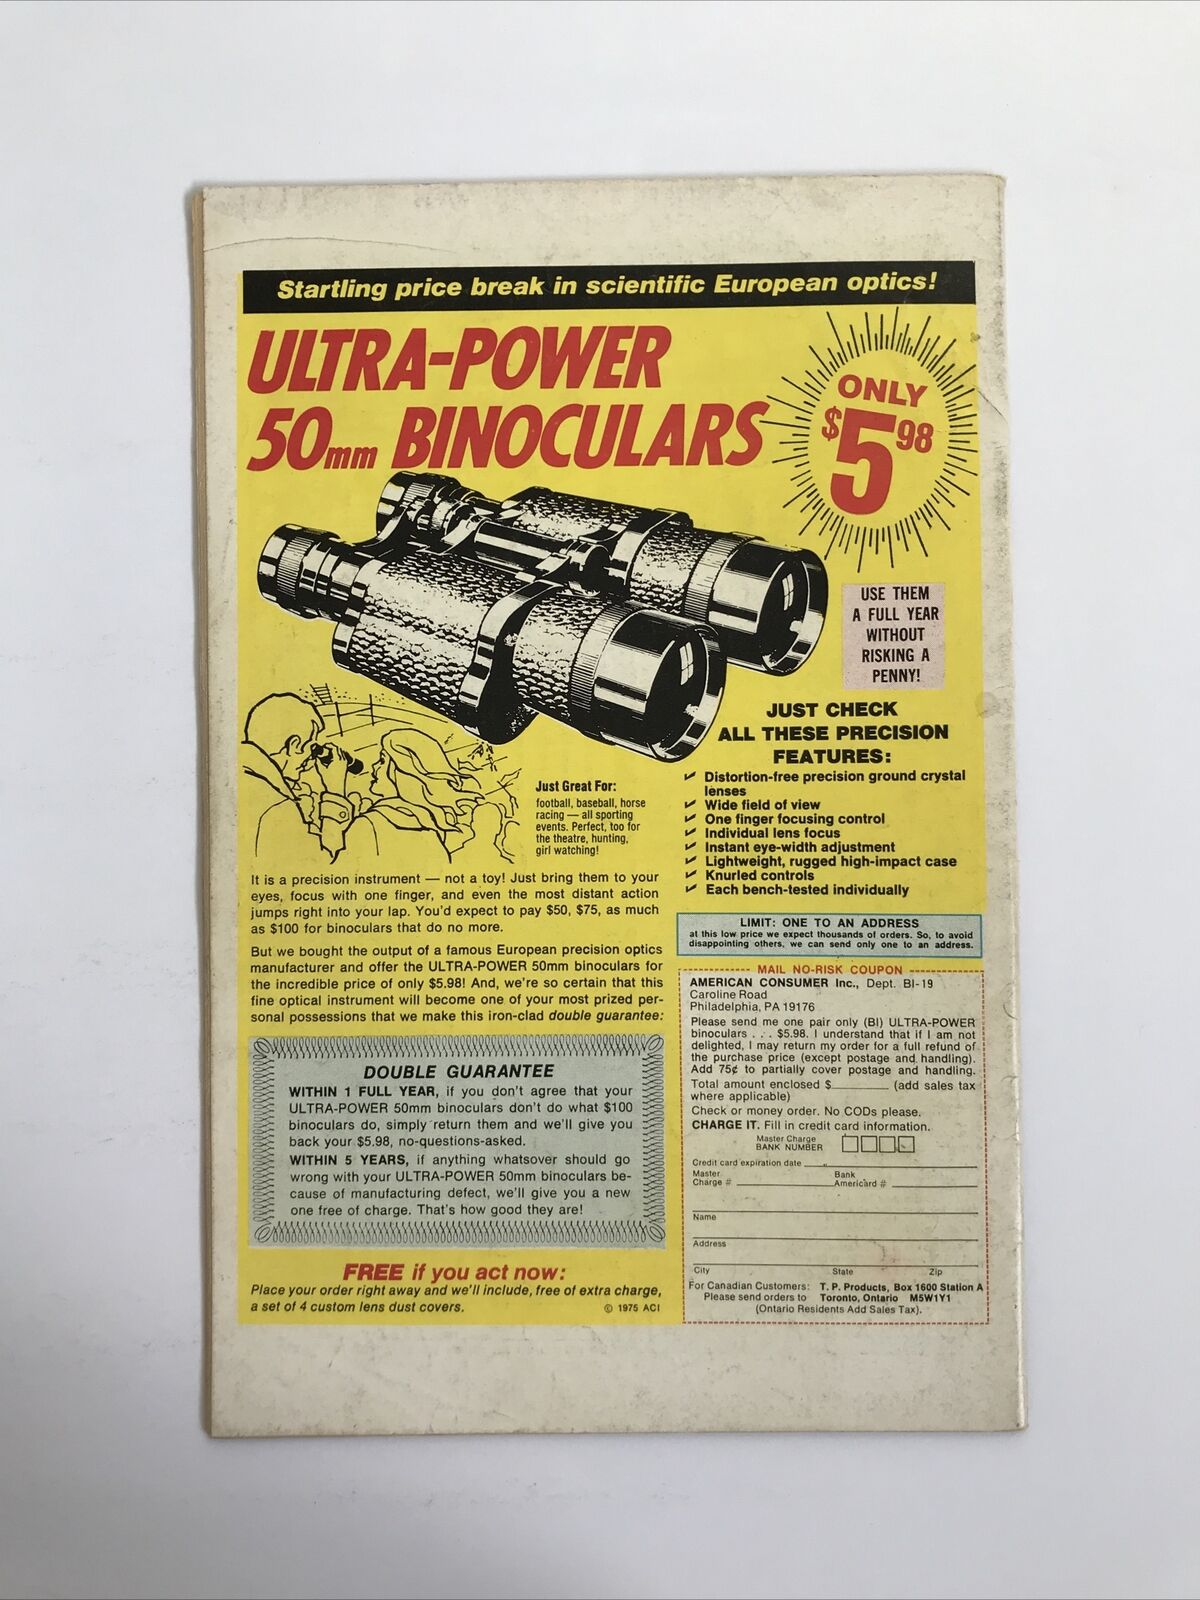 Startling price break in scientific European optics!
ULTRA-POWER
50mm BINOCULARS
ONLY
$5 98
USE THEM
A FULL YEAR
WITHOUT
RISKING A
PENNY!
JUST CHECK
ALL THESE PRECISION
FEATURES:
✓ Distortion-free precision ground crystal
lenses
✓ Wide field of view
✓ One finger focusing control
✓ Individual lens focus
✓ Instant eye-width adjustment
✓ Lightweight, rugged high-impact case
✓ Knurled controls
✓ Each bench-tested individually
Just Great For:
football, baseball, horse
racing — all sporting
events. Perfect, too for
the theatre, hunting,
girl watching!
It is a precision instrument — not a toy! Just bring them to your
eyes, focus with one finger, and even the most distant action
jumps right into your lap. You'd expect to pay $50, $75, as much
as $100 for binoculars that do no more.
But we bought the output of a famous European precision optics
manufacturer and offer the ULTRA-POWER 50mm binoculars for
the incredible price of only $5.98! And, we're so certain that this
fine optical instrument will become one of your most prized per-
sonal possessions that we make this iron-clad double guarantee:
DOUBLE GUARANTEE
WITHIN 1 FULL YEAR, if you don't agree that your
ULTRA-POWER 50mm binoculars don't do what $100
binoculars do, simply return them and we'll give you
back your $5.98, no-questions-asked.
WITHIN 5 YEARS, if anything whatsover should go
wrong with your ULTRA-POWER 50mm binoculars be-
cause of manufacturing defect, we'll give you a new
one free of charge. That's how good they are!
FREE if you act now:
Place your order right away and we'll include, free of extra charge,
a set of 4 custom lens dust covers.
© 1975 ACI
LIMIT: ONE TO AN ADDRESS
at this low price we expect thousands of orders. So, to avoid
disappointing others, we can send only one to an address.
MAIL NO-RISK COUPON
AMERICAN CONSUMER Inc., Dept. BI-19
Caroline Road
Philadelphia, PA 19176
Please send me one pair only (BI) ULTRA-POWER
binoculars . . . $5.98. I understand that if I am not
delighted, I may return my order for a full refund of
the purchase price (except postage and handling).
Add 75¢ to partially cover postage and handling.
Total amount enclosed $________ (add sales tax
where applicable)
Check or money order. No CODs please.
CHARGE IT. Fill in credit card information.
Master Charge
BANK NUMBER
Credit card expiration date
Master Bank
Charge # Americard #
Name
Address
City State Zip
For Canadian Customers: T. P. Products, Box 1600 Station A
Please send orders to Toronto, Ontario M5W1Y1
(Ontario Residents Add Sales Tax).